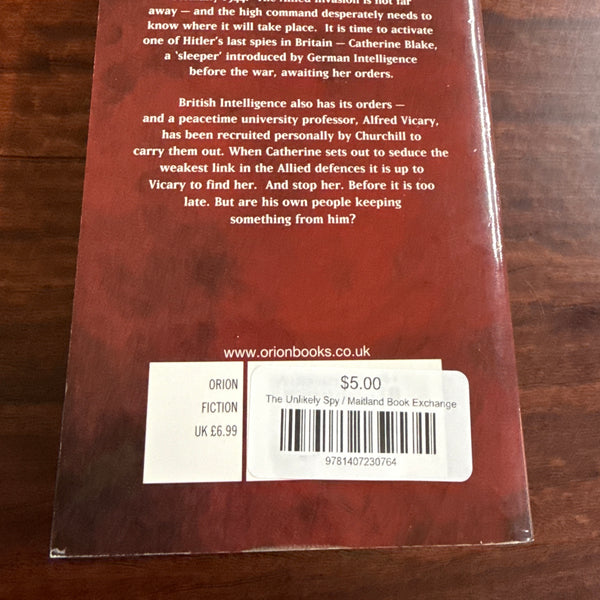 The Allied invasion is not far
away — and the high command desperately needs to
know where it will take place. It is time to activate
one of Hitler's last spies in Britain — Catherine Blake,
a 'sleeper' introduced by German Intelligence
before the war, awaiting her orders.
British Intelligence also has its orders —
and a peacetime university professor, Alfred Vicary,
has been recruited personally by Churchill to
carry them out. When Catherine sets out to seduce the
weakest link in the Allied defences it is up to
Vicary to find her. And stop her. Before it is too
late. But are his own people keeping
something from him?
www.orionbooks.co.uk
ORION
FICTION
UK £6.99
$5.00
The Unlikely Spy / Maitland Book Exchange
9781407230764